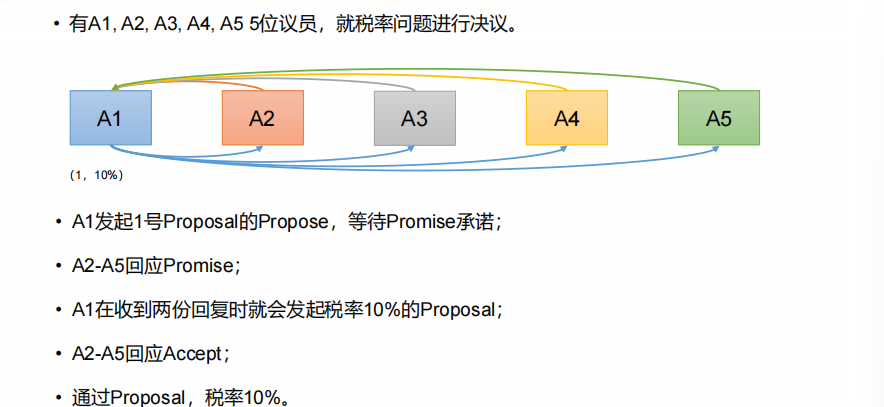 • 有A1, A2, A3, A4, A5 5位议员，就税率问题进行决议。
A1 A2 A3 A4 A5
(1，10%)
• A1发起1号Proposal的Propose，等待Promise承诺；
• A2-A5回应Promise；
• A1在收到两份回复时就会发起税率10%的Proposal；
• A2-A5回应Accept；
• 通过Proposal，税率10%。